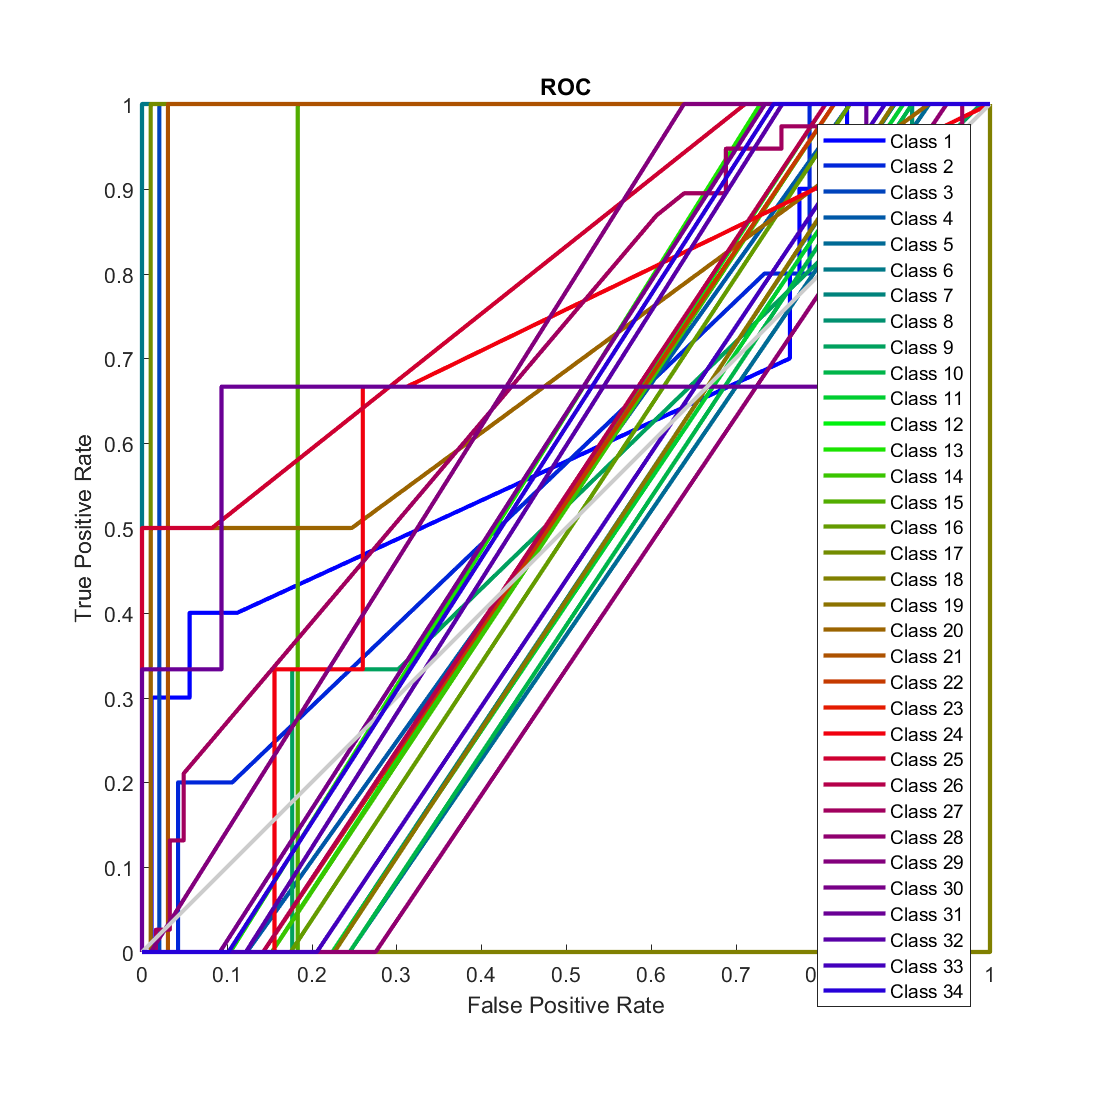 ROC
True Positive Rate
1
0.9
0.8
0.7
0.6
0.5
0.4
0.3
0.2
0.1
0
Class 1
Class 2
Class 3
Class 4
Class 5
Class 6
Class 7
Class 8
Class 9
Class 10
Class 11
Class 12
Class 13
Class 14
Class 15
Class 16
Class 17
Class 18
Class 19
Class 20
Class 21
Class 22
Class 23
Class 24
Class 25
Class 26
Class 27
Class 28
Class 29
Class 30
Class 31
Class 32
Class 33
Class 34
0 0.1 0.2 0.3 0.4 0.5 0.6 0.7 1
False Positive Rate